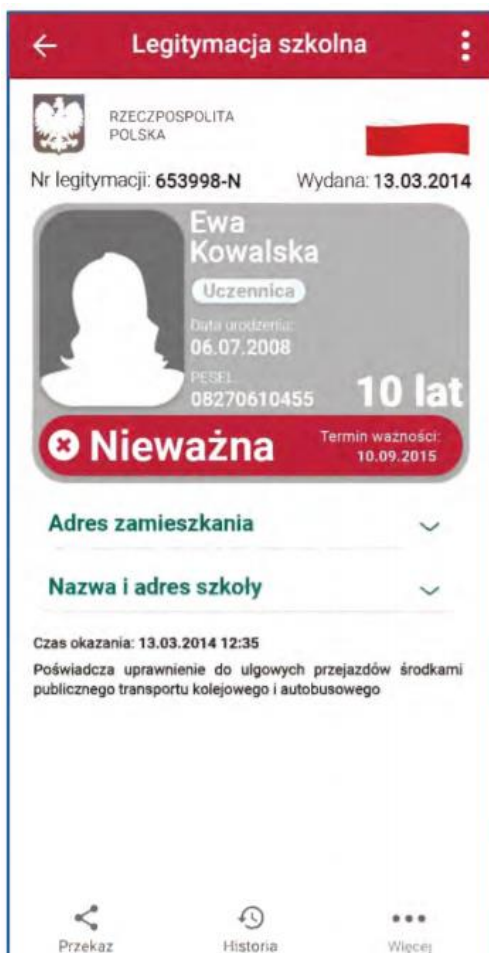 Legitymacja szkolna
RZECZPOSPOLITA
POLSKA
Nr legitymacji: 653998-N Wydana: 13.03.2014
Ewa
Kowalska
Uczennica
Data urodzenia:
06.07.2008
PESEL:
08270610455
10 lat
Nieważna
Termin ważności:
10.09.2015
Adres zamieszkania
Nazwa i adres szkoły
Czas okazania: 13.03.2014 12:35
Poświadcza uprawnienie do ulgowych przejazdów środkami
publicznego transportu kolejowego i autobusowego
Przekaz Historia Więcej